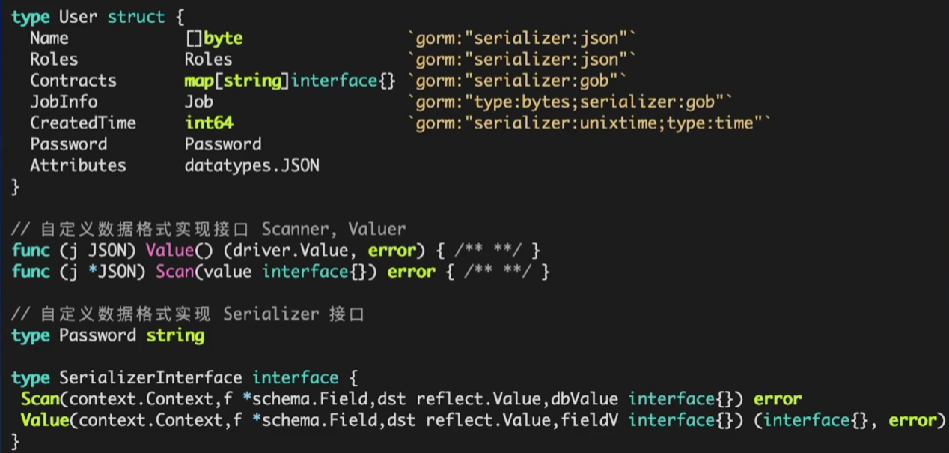 type User struct {
  Name          []byte                  `gorm:"serializer:json"`
  Roles         Roles                   `gorm:"serializer:json"`
  Contracts     map[string]interface{}  `gorm:"serializer:gob"`
  JobInfo       Job                     `gorm:"type:bytes;serializer:gob"`
  CreatedTime   int64                   `gorm:"serializer:unixtime;type:time"`
  Password      Password
  Attributes    datatypes.JSON
}
// 自定义数据格式实现接口 Scanner, Valuer
func (j JSON) Value() (driver.Value, error) { /** **/ }
func (j *JSON) Scan(value interface{}) error { /** **/ }
// 自定义数据格式实现 Serializer 接口
type Password string
type SerializerInterface interface {
 Scan(context.Context,f *schema.Field,dst reflect.Value,dbValue interface{}) error
 Value(context.Context,f *schema.Field,dst reflect.Value,fieldV interface{}) (interface{}, error)
}